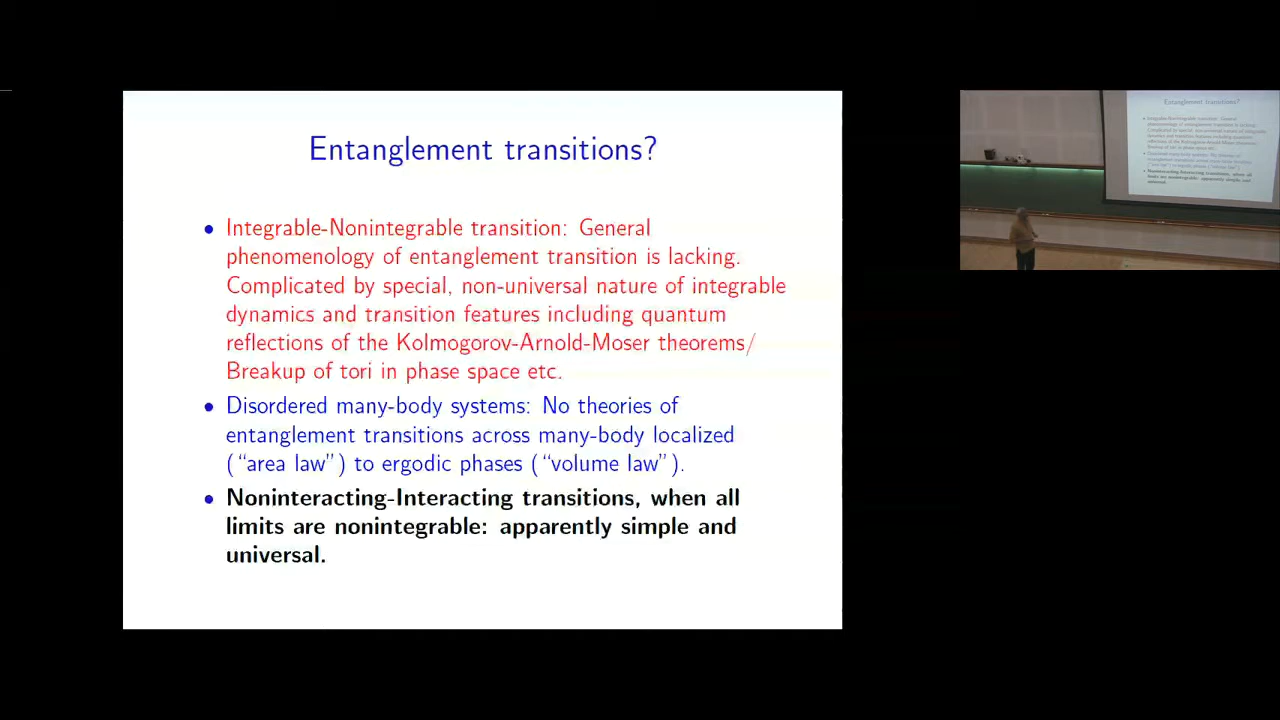 Entanglement transitions?
• Integrable-Nonintegrable transition: General
phenomenology of entanglement transition is lacking.
Complicated by special, non-universal nature of integrable
dynamics and transition features including quantum
reflections of the Kolmogorov-Arnold-Moser theorems/
Breakup of tori in phase space etc.
• Disordered many-body systems: No theories of
entanglement transitions across many-body localized
(“area law”) to ergodic phases (“volume law”).
• Noninteracting-Interacting transitions, when all
limits are nonintegrable: apparently simple and
universal.
Entanglement transitions?